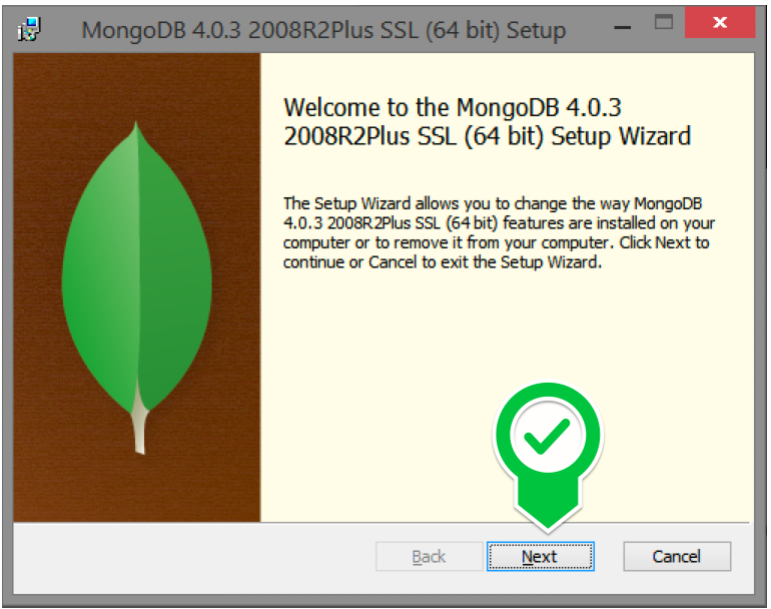 MongoDB 4.0.3 2008R2Plus SSL (64 bit) Setup
Welcome to the MongoDB 4.0.3
2008R2Plus SSL (64 bit) Setup Wizard
The Setup Wizard allows you to change the way MongoDB
4.0.3 2008R2Plus SSL (64 bit) features are installed on your
computer or to remove it from your computer. Click Next to
continue or Cancel to exit the Setup Wizard.
Back
Next
Cancel